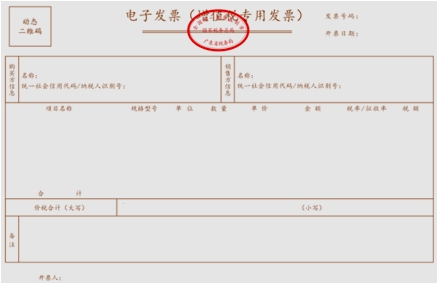 动态
二维码
电子发票（增值税专用发票）
国家税务总局
广东省税务局
发票号码：
开票日期：
购买方信息
名称：
统一社会信用代码/纳税人识别号：
销售方信息
名称：
统一社会信用代码/纳税人识别号：
项目名称 规格型号 单位 数量 单价 金额 税率/征收率 税额
合计
价税合计（大写） （小写）
备注
开票人：